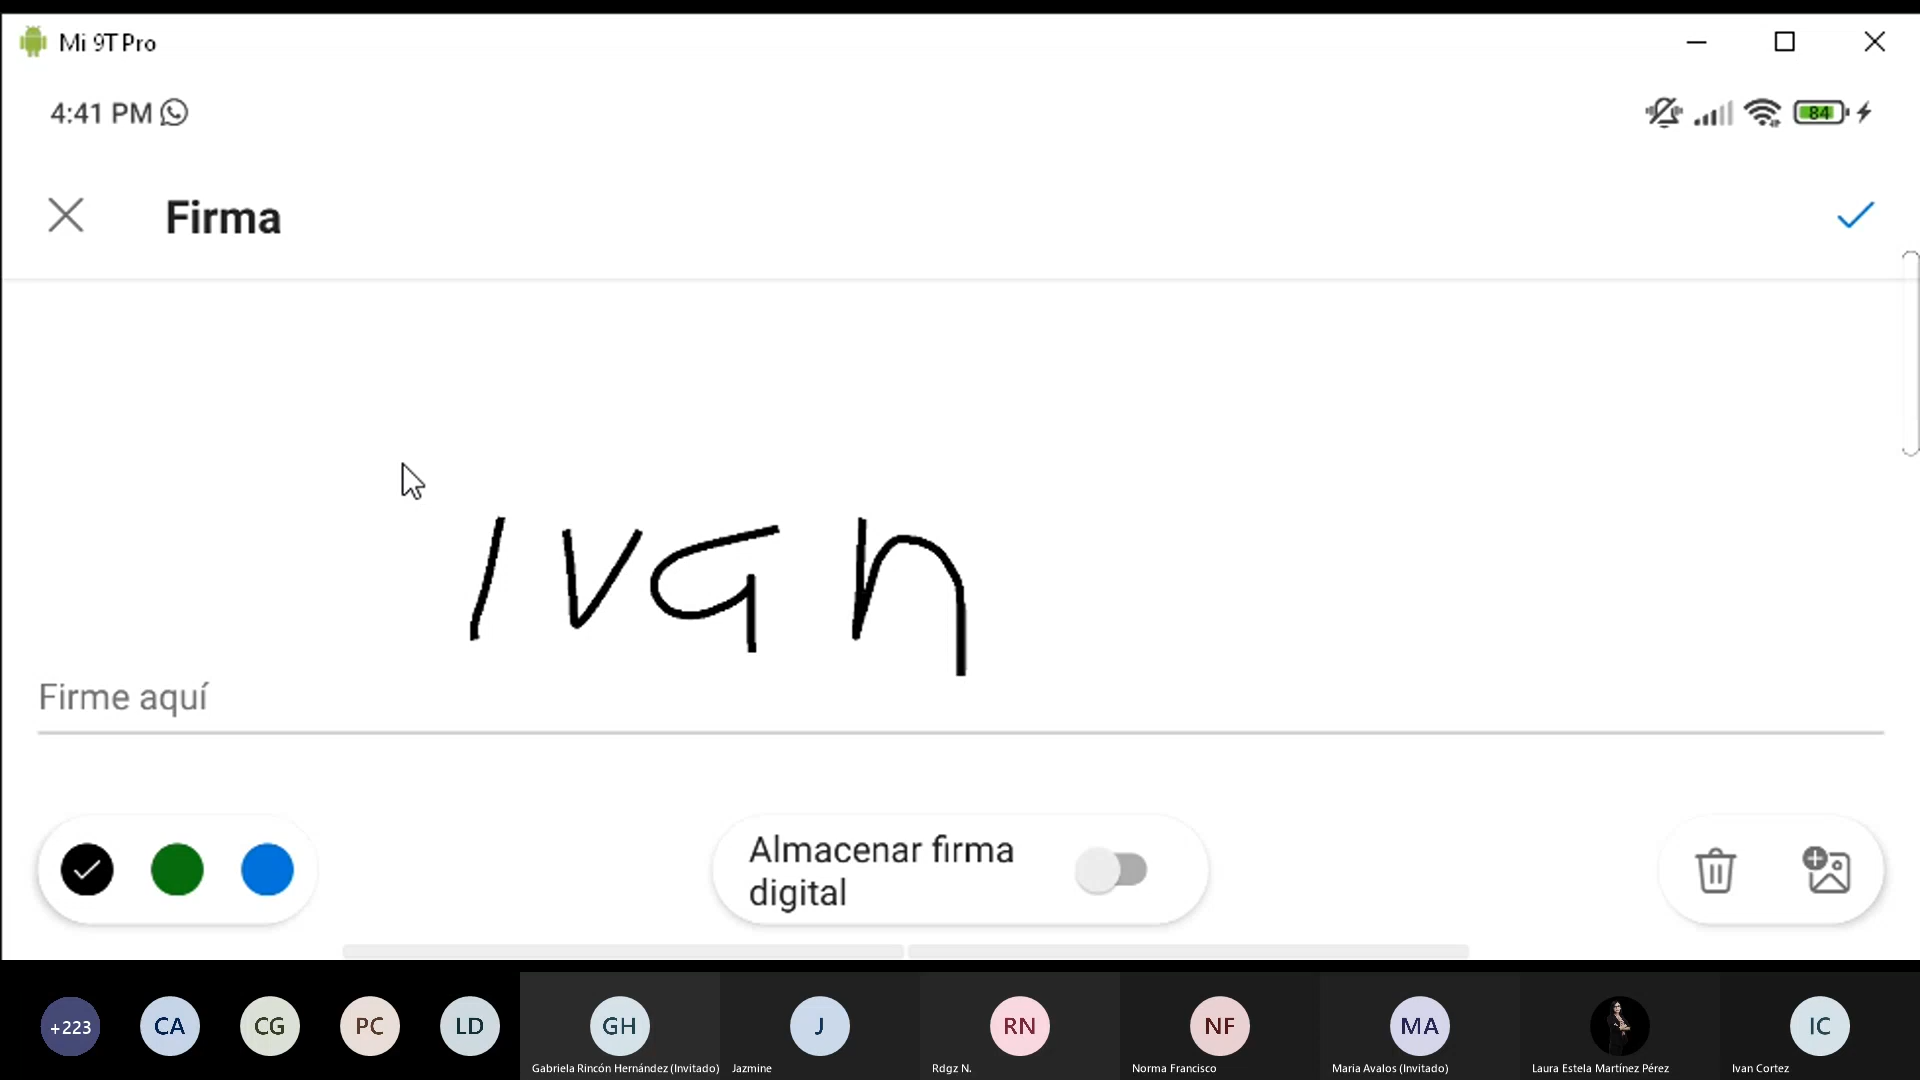 Mi 9T Pro
4:41 PM
84
Firma
Ivan
Firme aquí
Almacenar firma
digital
+223
CA
CG
PC
LD
GH
J
RN
NF
MA
IC
Gabriela Rincón Hernández (Invitado)
Jazmine
Rdgz N.
Norma Francisco
Maria Avalos (Invitado)
Laura Estela Martínez Pérez
Ivan Cortez